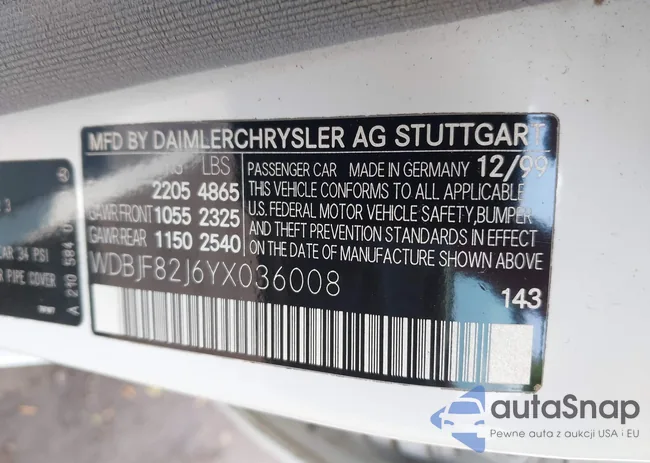 MFD BY DAIMLERCHRYSLER AG STUTTGART
LBS
PASSENGER CAR MADE IN GERMANY 12/99
2205 4865
THIS VEHICLE CONFORMS TO ALL APPLICABLE
GAWR.FRONT 1055 2325
U.S. FEDERAL MOTOR VEHICLE SAFETY, BUMPER
GAWR.REAR 1150 2540
AND THEFT PREVENTION STANDARDS IN EFFECT
ON THE DATE OF MANUFACTURE SHOWN ABOVE.
WDBJF82J6YX036008
143
34 PSI
PIPE COVER
A 210 584 0
autaSnap
Pewne auta z aukcji USA i EU